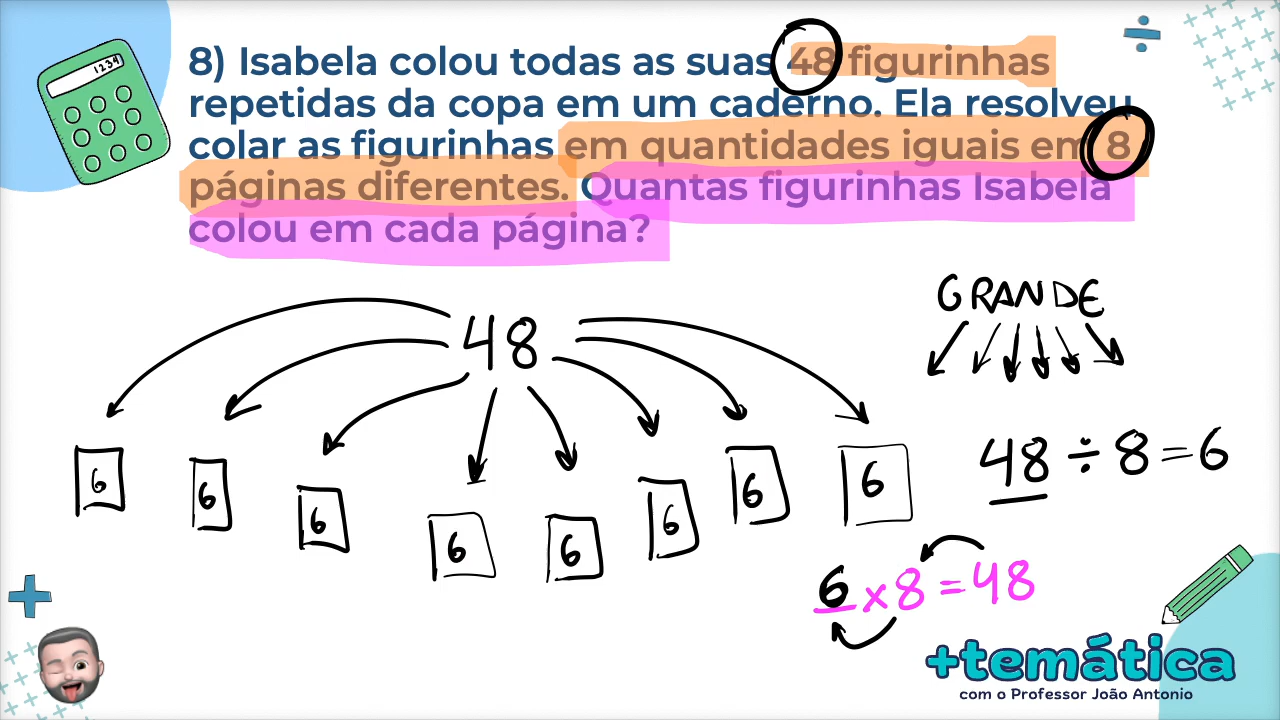 1234
8) Isabela colou todas as suas 48 figurinhas
repetidas da copa em um caderno. Ela resolveu
colar as figurinhas em quantidades iguais em 8
páginas diferentes. Quantas figurinhas Isabela
colou em cada página?
GRANDE
48
48 ÷ 8 = 6
6 6 6 6 6 6 6 6
6 x 8 = 48
+temática
com o Professor João Antonio